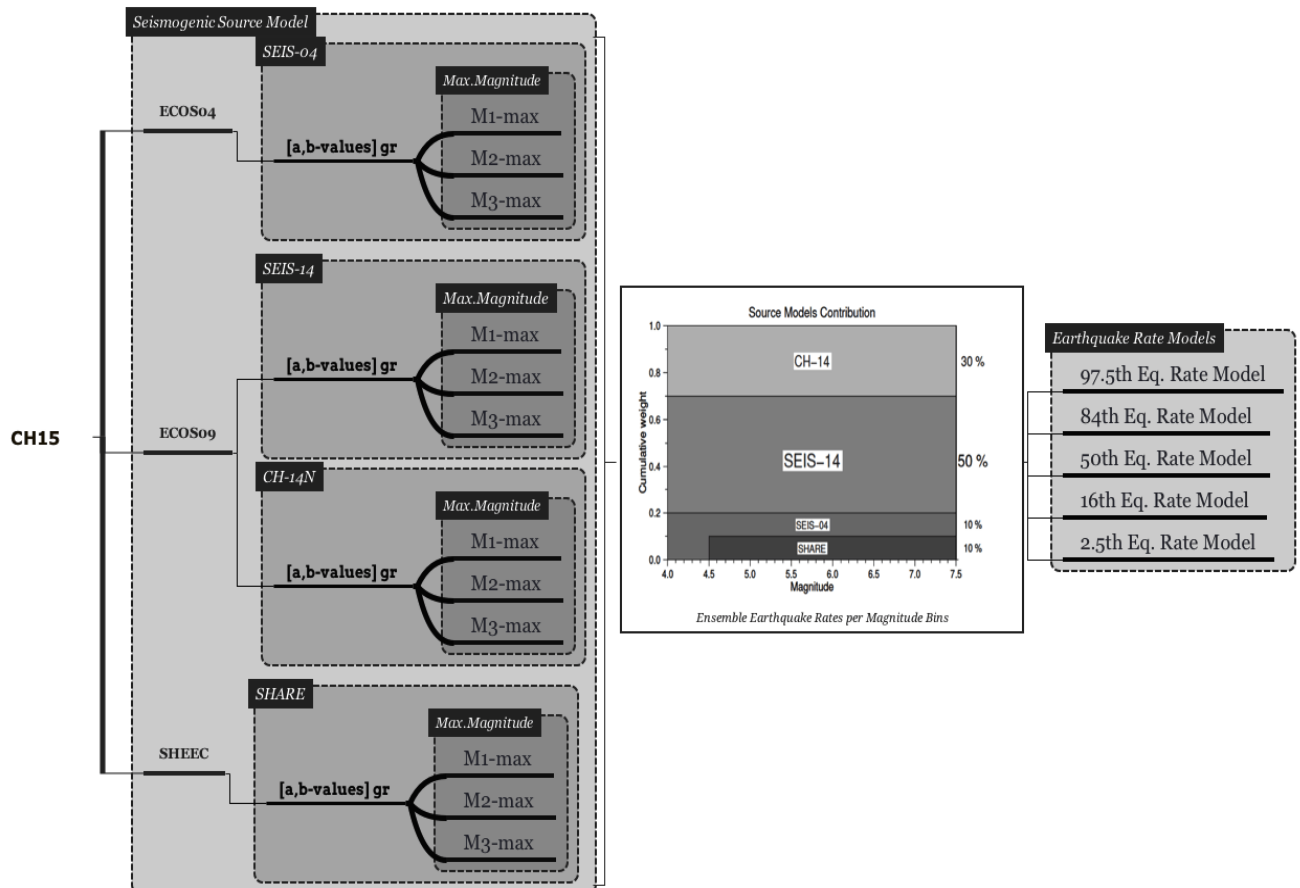 Seismogenic Source Model
SEIS-04
Max.Magnitude
ECOS04
M1-max
[a,b-values] gr
M2-max
M3-max
SEIS-14
Max.Magnitude
M1-max
[a,b-values] gr
M2-max
M3-max
CH15
ECOS09
CH-14N
Max.Magnitude
M1-max
[a,b-values] gr
M2-max
M3-max
SHARE
Max.Magnitude
SHEEC
M1-max
[a,b-values] gr
M2-max
M3-max
Source Models Contribution
Cumulative weight
1.0
0.8
0.6
0.4
0.2
0.0
CH-14
30 %
SEIS-14
50 %
SEIS-04
10 %
SHARE
10 %
4.0 4.5 5.0 5.5 6.0 6.5 7.0 7.5
Magnitude
Ensemble Earthquake Rates per Magnitude Bins
Earthquake Rate Models
97.5th Eq. Rate Model
84th Eq. Rate Model
50th Eq. Rate Model
16th Eq. Rate Model
2.5th Eq. Rate Model